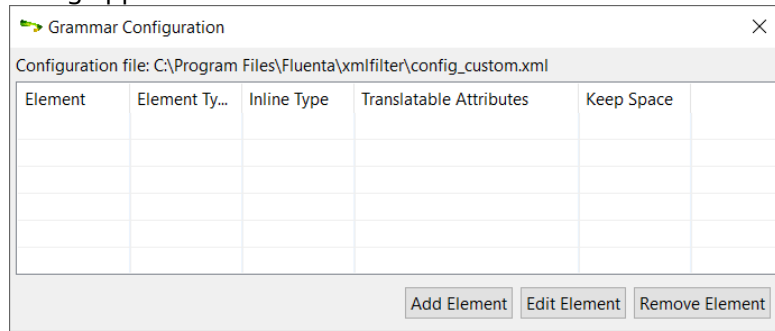 Grammar Configuration
Configuration file: C:\Program Files\Fluenta\xmlfilter\config_custom.xml
Element Element Ty... Inline Type Translatable Attributes Keep Space
Add Element Edit Element Remove Element